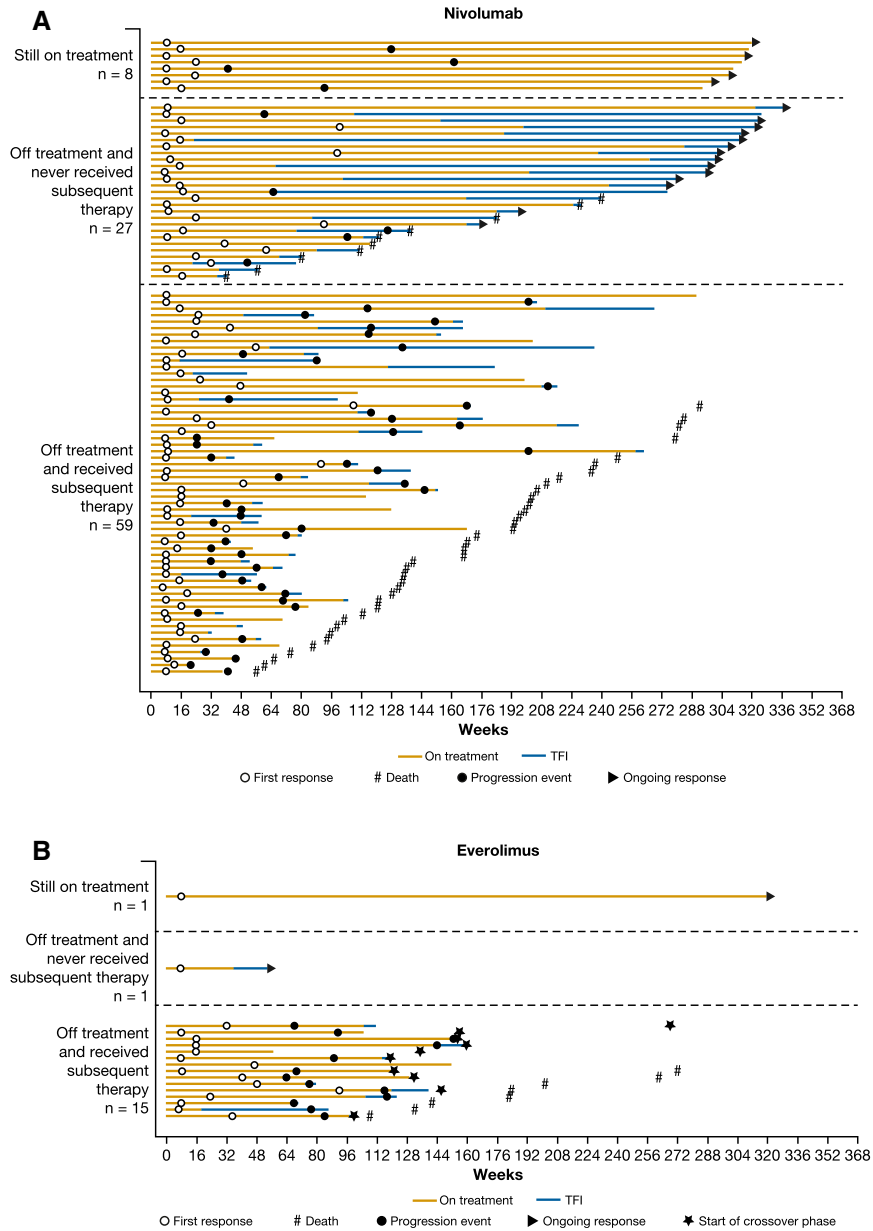 A
Nivolumab
Still on treatment
n = 8
Off treatment and
never received
subsequent
therapy
n = 27
Off treatment
and received
subsequent
therapy
n = 59
# # # # # # # # # # # # # # # # # # # # # # # # # # # # # # # # # # # # # # # # # # # # # # # # # #
0 16 32 48 64 80 96 112 128 144 160 176 192 208 224 240 256 272 288 304 320 336 352 368
Weeks
On treatment TFI
First response # Death Progression event Ongoing response
B
Everolimus
Still on treatment
n = 1
Off treatment and
never received
subsequent therapy
n = 1
Off treatment
and received
subsequent
therapy
n = 15
# # # # # # # #
0 16 32 48 64 80 96 112 128 144 160 176 192 208 224 240 256 272 288 304 320 336 352 368
Weeks
On treatment TFI
First response # Death Progression event Ongoing response Start of crossover phase